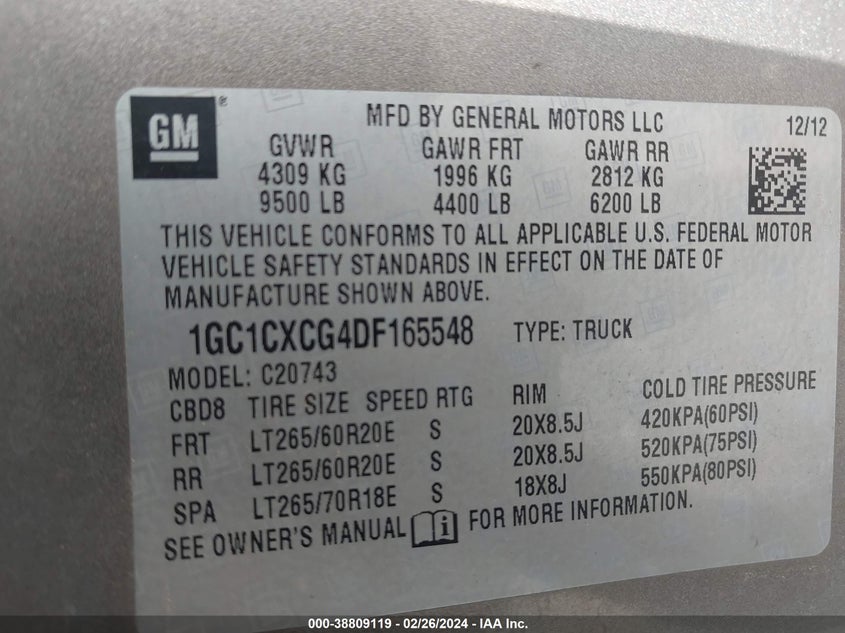 GM ® MFD BY GENERAL MOTORS LLC 12/12
GVWR GAWR FRT GAWR RR
4309 KG 1996 KG 2812 KG
9500 LB 4400 LB 6200 LB
THIS VEHICLE CONFORMS TO ALL APPLICABLE U.S. FEDERAL MOTOR
VEHICLE SAFETY STANDARDS IN EFFECT ON THE DATE OF
MANUFACTURE SHOWN ABOVE.
1GC1CXCG4DF165548 TYPE: TRUCK
MODEL: C20743
CBD8 TIRE SIZE SPEED RTG RIM COLD TIRE PRESSURE
FRT LT265/60R20E S 20X8.5J 420KPA(60PSI)
RR LT265/60R20E S 20X8.5J 520KPA(75PSI)
SPA LT265/70R18E S 18X8J 550KPA(80PSI)
SEE OWNER'S MANUAL i FOR MORE INFORMATION.
000-38809119 - 02/26/2024 - IAA Inc.